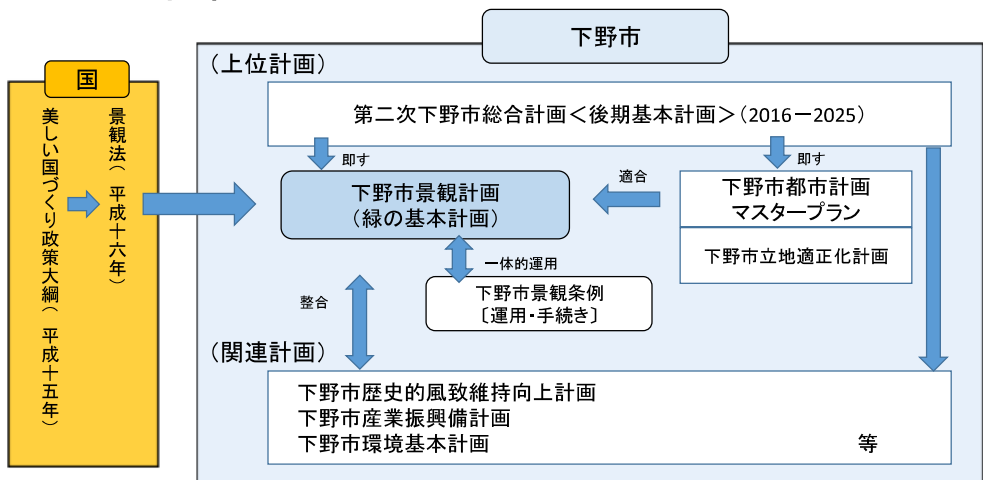 下野市
国
美しい国づくり政策大綱(平成十五年)
景観法(平成十六年)
(上位計画)
第二次下野市総合計画<後期基本計画>(2016－2025)
即す
即す
下野市景観計画
(緑の基本計画)
適合
下野市都市計画
マスタープラン
下野市立地適正化計画
一体的運用
下野市景観条例
〔運用・手続き〕
整合
(関連計画)
下野市歴史的風致維持向上計画
下野市産業振興備計画
下野市環境基本計画 等